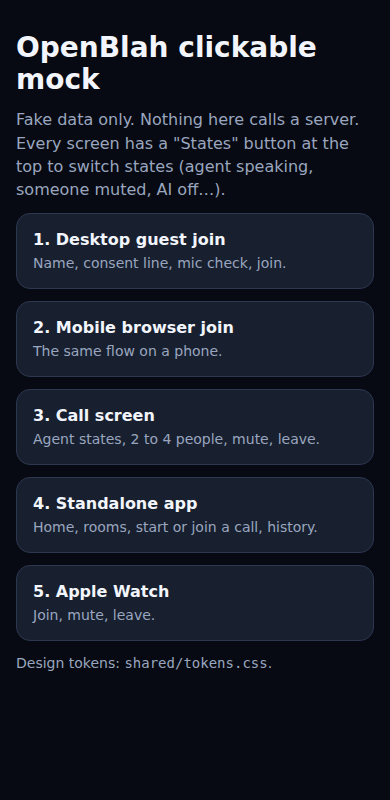 OpenBlah clickable
mock
Fake data only. Nothing here calls a server.
Every screen has a "States" button at the
top to switch states (agent speaking,
someone muted, AI off…).
1. Desktop guest join
Name, consent line, mic check, join.
2. Mobile browser join
The same flow on a phone.
3. Call screen
Agent states, 2 to 4 people, mute, leave.
4. Standalone app
Home, rooms, start or join a call, history.
5. Apple Watch
Join, mute, leave.
Design tokens: shared/tokens.css.